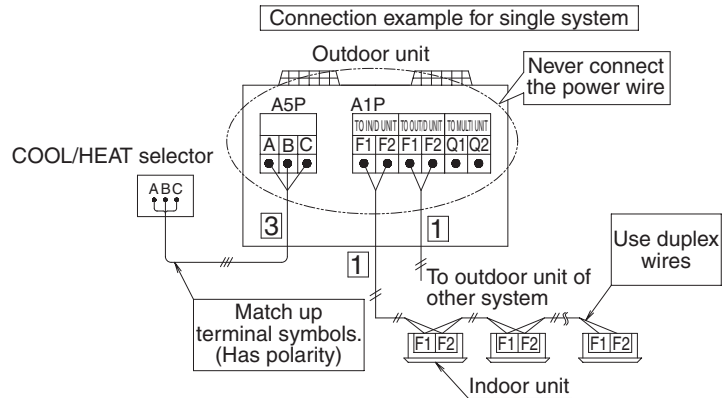 Connection example for single system
Outdoor unit
Never connect
the power wire
A5P
A1P
TO IN/D UNIT TO OUT/D UNIT TO MULTI UNIT
A B C
F1 F2 F1 F2 Q1 Q2
COOL/HEAT selector
A B C
3
1
1
Use duplex
wires
To outdoor unit of
other system
Match up
terminal symbols.
(Has polarity)
F1 F2
F1 F2
F1 F2
Indoor unit